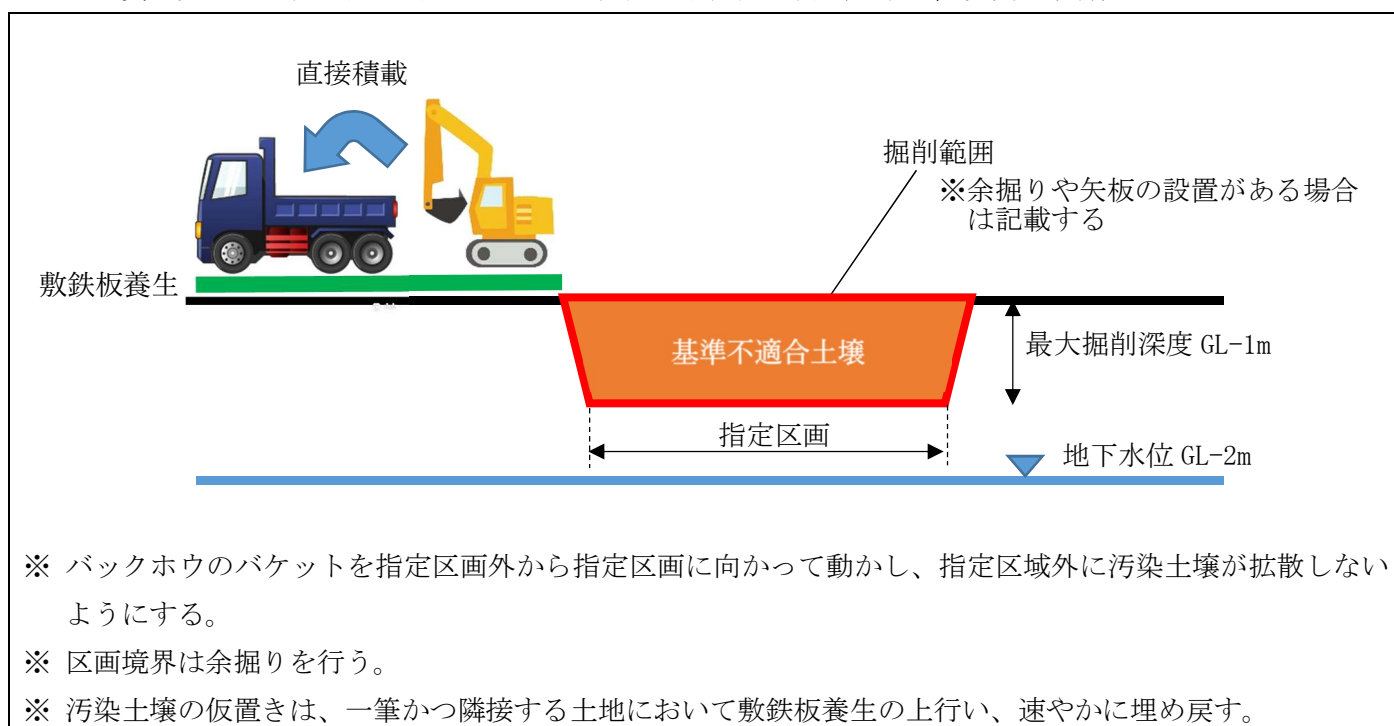 直接積載
掘削範囲
※余掘りや矢板の設置がある場合
は記載する
敷鉄板養生
基準不適合土壌
最大掘削深度 GL-1m
指定区画
地下水位 GL-2m
※ バックホウのバケットを指定区画外から指定区画に向かって動かし、指定区域外に汚染土壌が拡散しない
ようにする。
※ 区画境界は余掘りを行う。
※ 汚染土壌の仮置きは、一筆かつ隣接する土地において敷鉄板養生の上行い、速やかに埋め戻す。